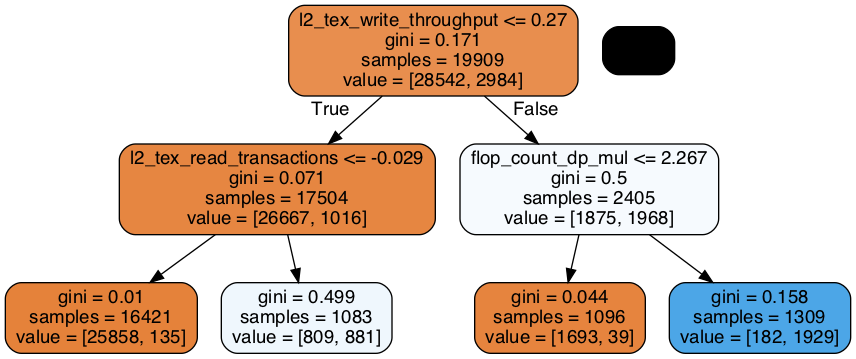 l2_tex_write_throughput <= 0.27
gini = 0.171
samples = 19909
value = [28542, 2984]
True
False
l2_tex_read_transactions <= -0.029
gini = 0.071
samples = 17504
value = [26667, 1016]
flop_count_dp_mul <= 2.267
gini = 0.5
samples = 2405
value = [1875, 1968]
gini = 0.01
samples = 16421
value = [25858, 135]
gini = 0.499
samples = 1083
value = [809, 881]
gini = 0.044
samples = 1096
value = [1693, 39]
gini = 0.158
samples = 1309
value = [182, 1929]